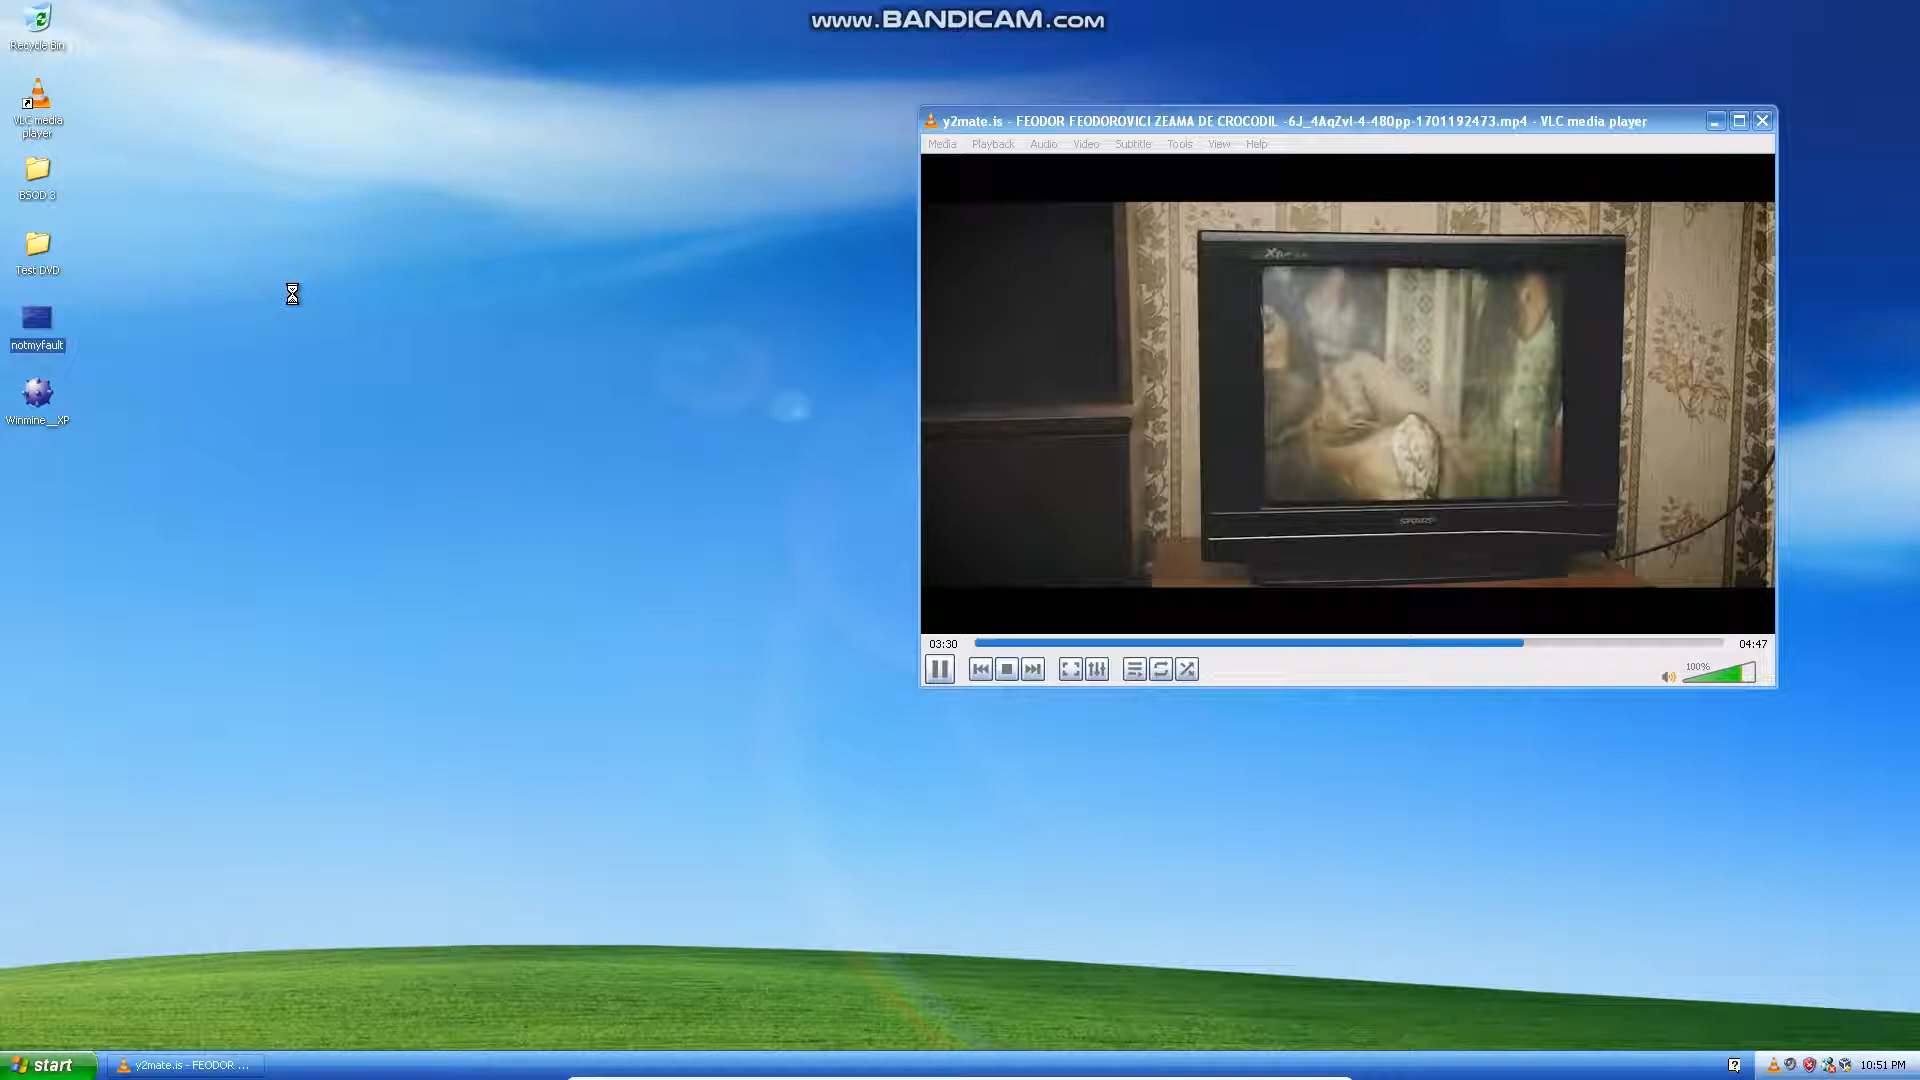 www.BANDICAM.com
Recycle Bin
VLC media
player
BSOD 3
Test DVD
notmyfault
Winmine__XP
y2mate.is - FEODOR FEODOROVICI ZEAMA DE CROCODIL -6J_4AqZvI-4-480pp-1701192473.mp4 - VLC media player
Media Playback Audio Video Subtitle Tools View Help
03:30
04:47
100%
start
y2mate.is - FEODOR ...
10:51 PM